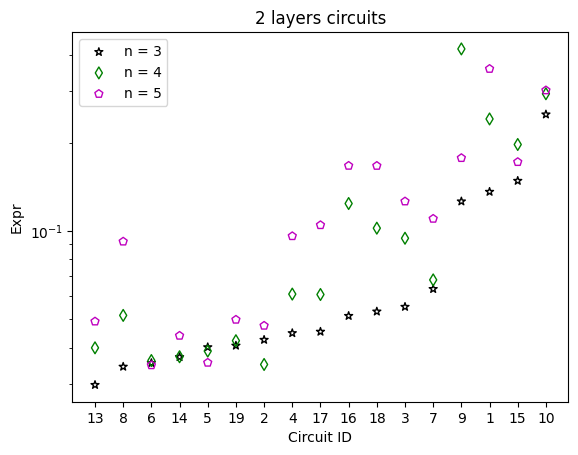 2 layers circuits
n = 3
n = 4
n = 5
Expr
10⁻¹
13 8 6 14 5 19 2 4 17 16 18 3 7 9 1 15 10
Circuit ID